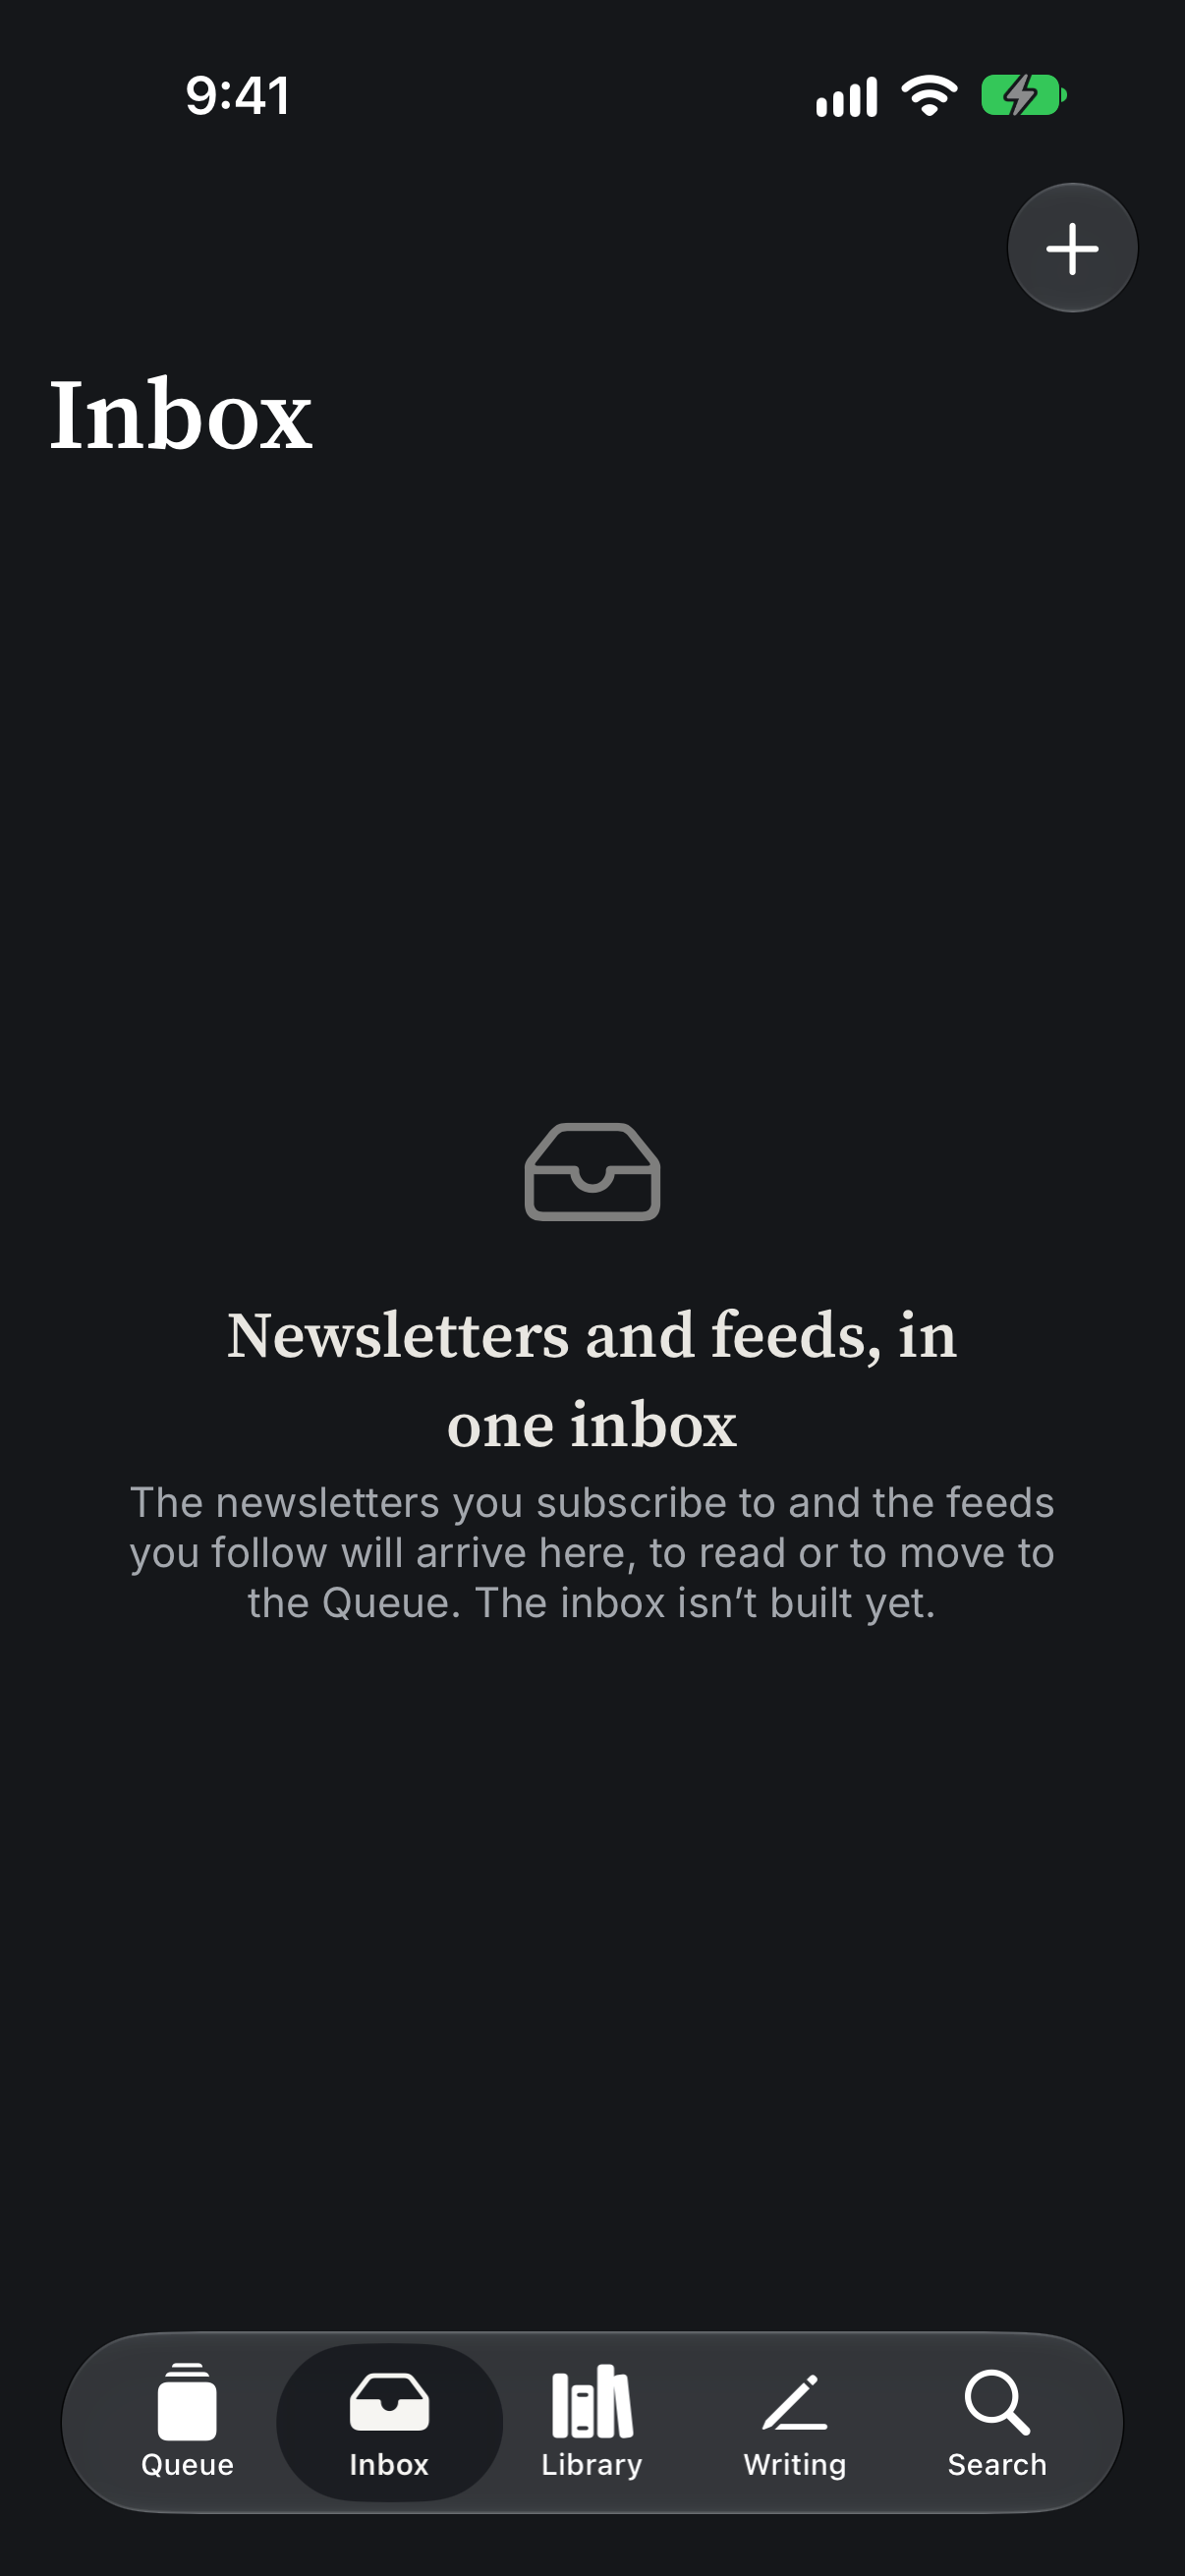 9:41
Inbox
Newsletters and feeds, in
one inbox
The newsletters you subscribe to and the feeds
you follow will arrive here, to read or to move to
the Queue. The inbox isn’t built yet.
Queue
Inbox
Library
Writing
Search